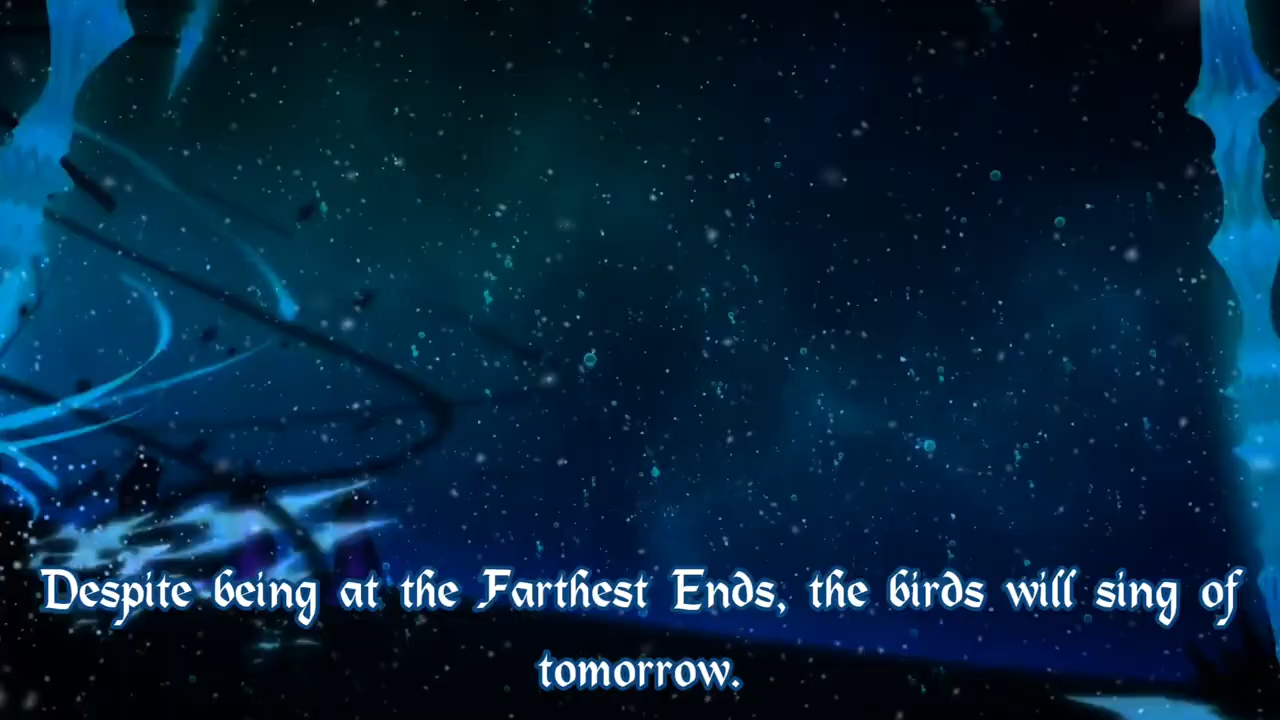 Despite being at the Farthest Ends, the birds will sing of
tomorrow.